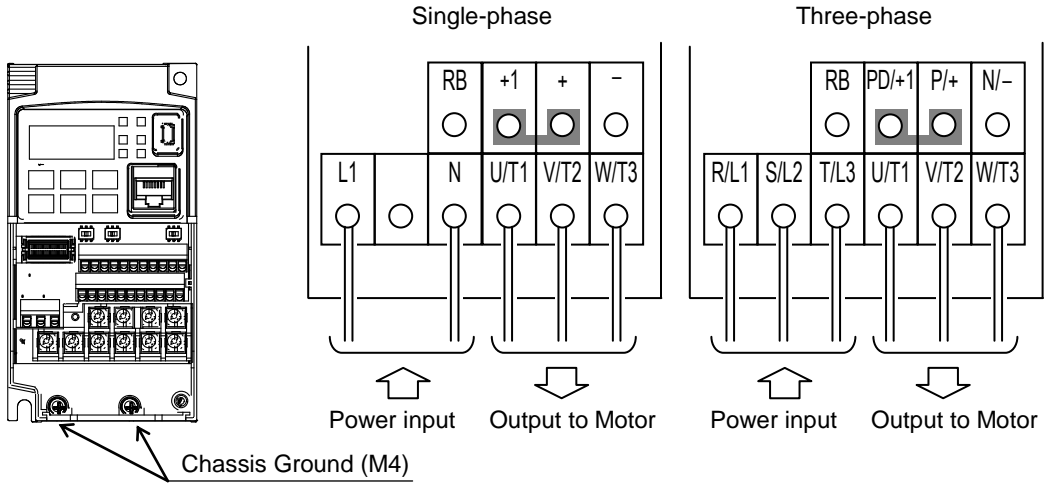 Single-phase
Three-phase
RB +1 + −
L1 N U/T1 V/T2 W/T3
RB PD/+1 P/+ N/−
R/L1 S/L2 T/L3 U/T1 V/T2 W/T3
Power input
Output to Motor
Power input
Output to Motor
Chassis Ground (M4)